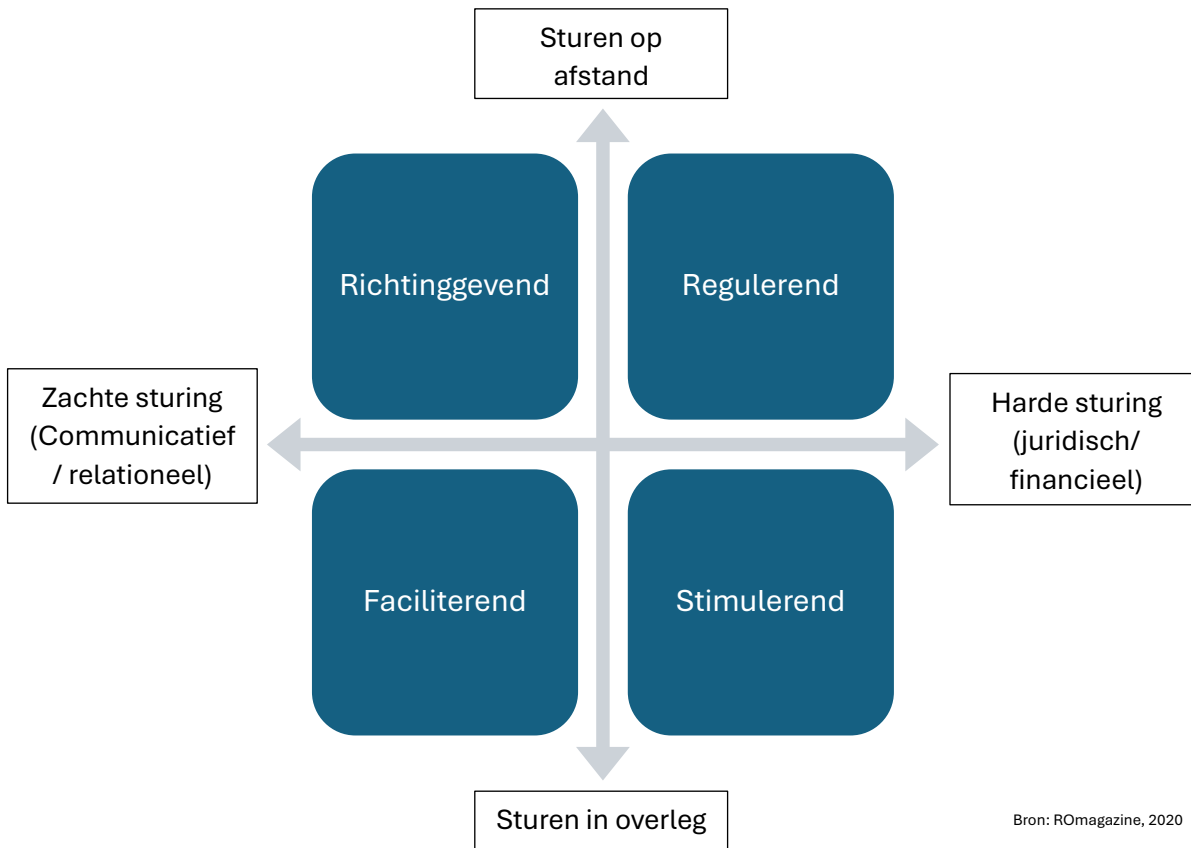 Sturen op
afstand
Richtinggevend
Regulerend
Zachte sturing
(Communicatief
/ relationeel)
Harde sturing
(juridisch/
financieel)
Faciliterend
Stimulerend
Sturen in overleg
Bron: ROmagazine, 2020